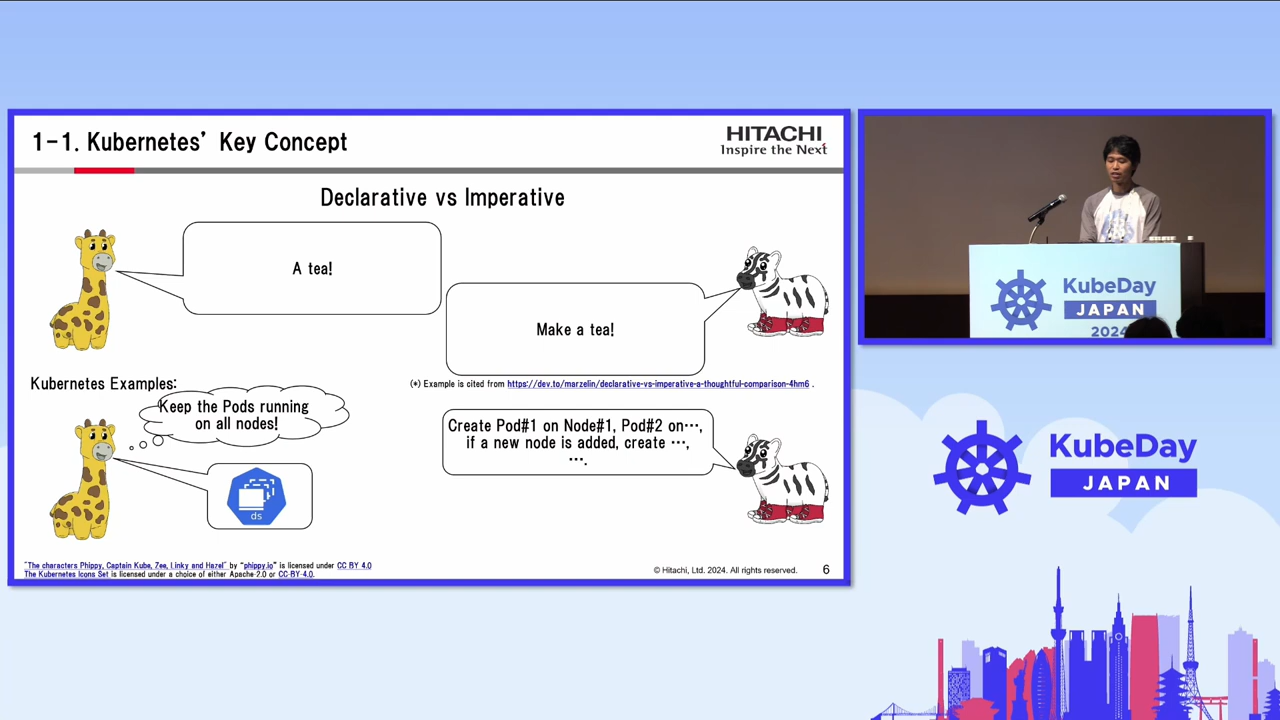 1-1. Kubernetes' Key Concept
HITACHI
Inspire the Next
Declarative vs Imperative
A tea!
Make a tea!
(*) Example is cited from https://dev.to/marzelin/declarative-vs-imperative-a-thoughtful-comparison-4hm6 .
Kubernetes Examples:
Keep the Pods running
on all nodes!
ds
Create Pod#1 on Node#1, Pod#2 on…,
if a new node is added, create …,
….
"The characters Phippy, Captain Kube, Zee, Linky and Hazel" by "phippy.io" is licensed under CC BY 4.0
The Kubernetes Icons Set is licensed under a choice of either Apache-2.0 or CC-BY-4.0.
© Hitachi, Ltd. 2024. All rights reserved.
6
KubeDay
JAPAN
2024
KubeDay
JAPAN